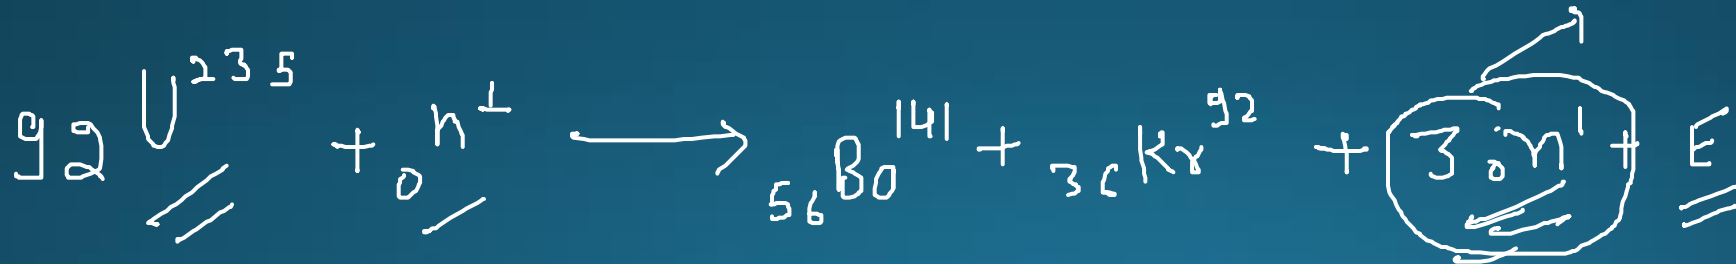 ₉₂U²³⁵ + ₀n¹ → ₅₆Ba¹⁴¹ + ₃₆Kr⁹² + 3 ₀n¹ + E